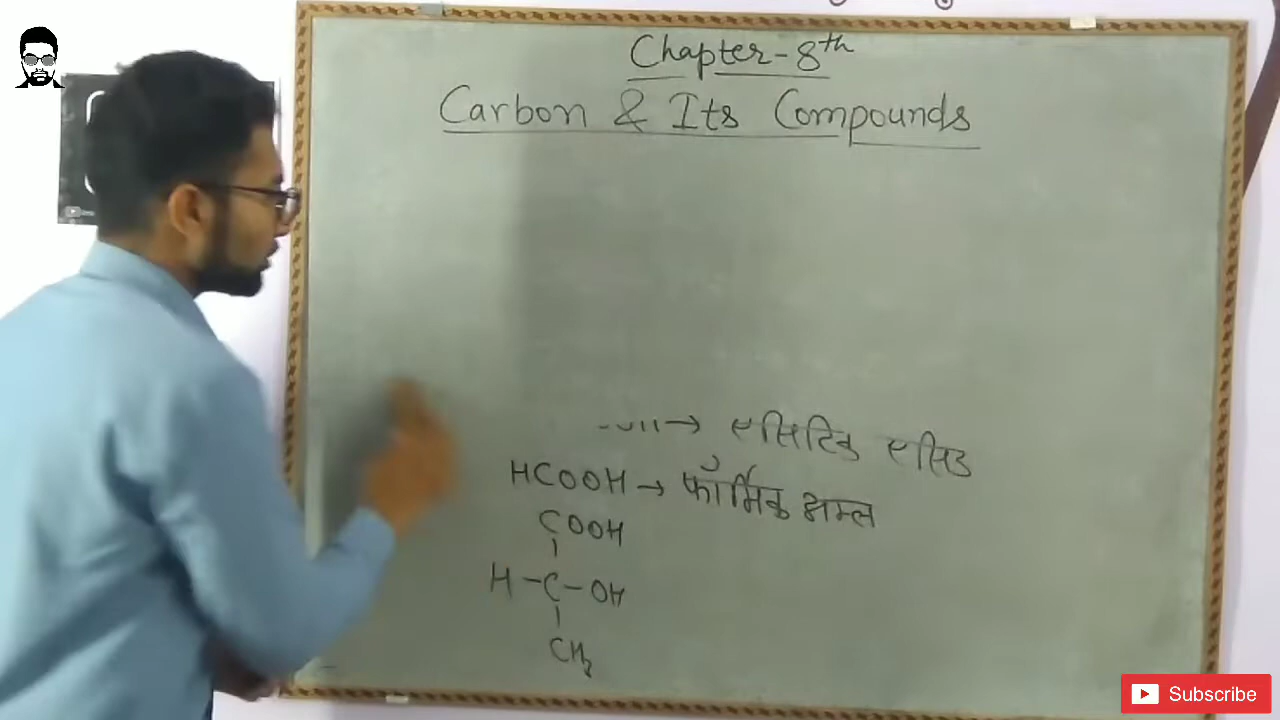 Chapter-8th
Carbon & Its Compounds
→ एसिटिक एसिड
HCOOH → फॉर्मिक अम्ल
COOH
H-C-OH
CH3
Subscribe